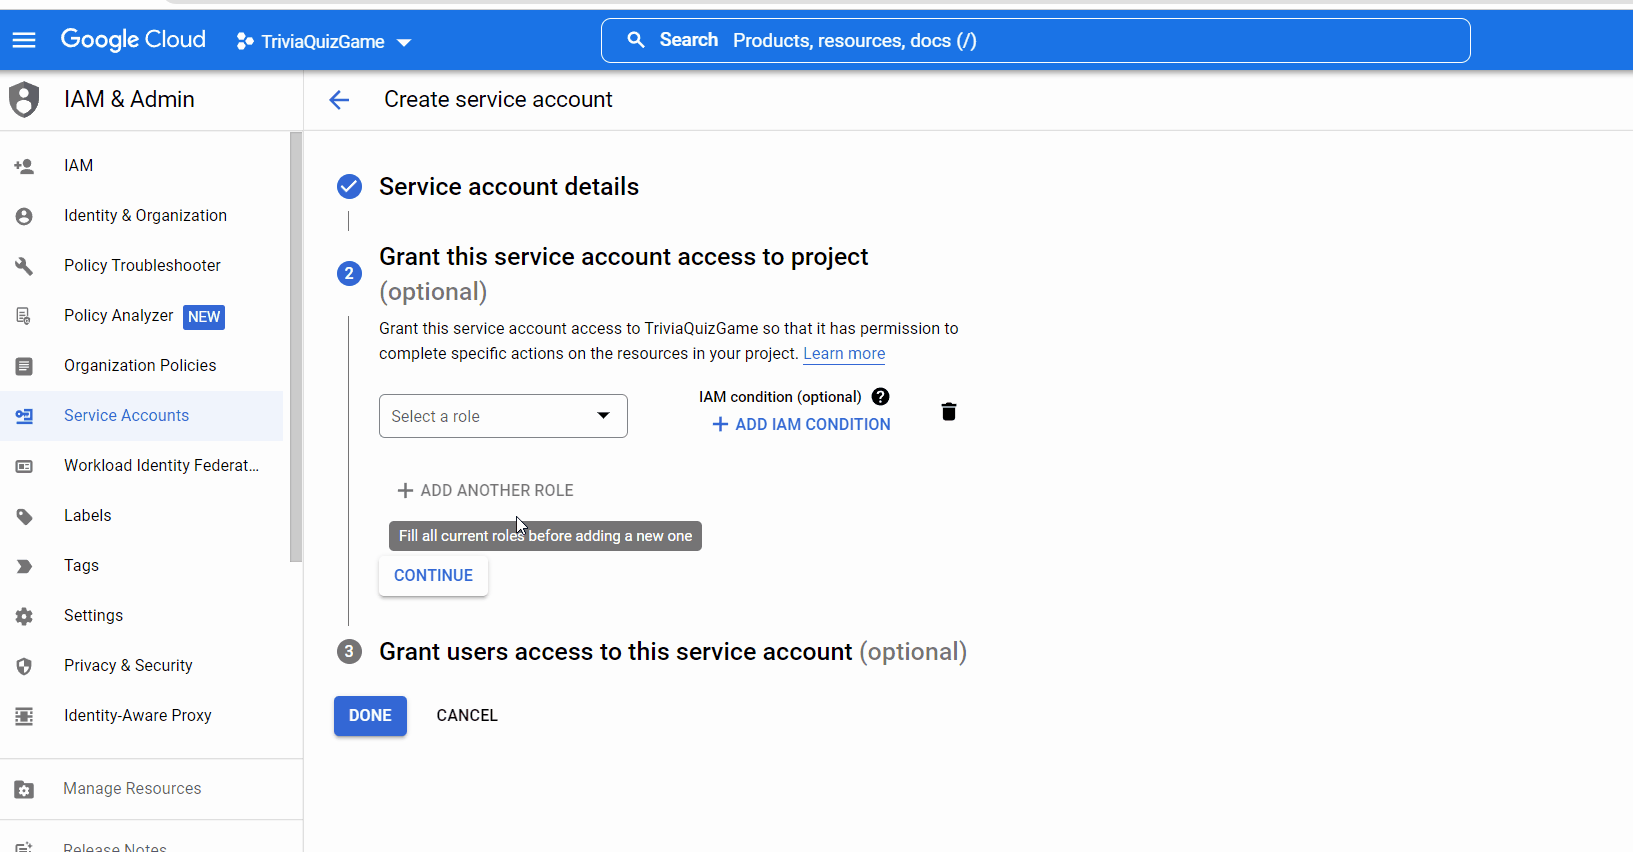 Google Cloud
TriviaQuizGame
Search Products, resources, docs (/)
IAM & Admin
Create service account
IAM
Identity & Organization
Policy Troubleshooter
Policy Analyzer NEW
Organization Policies
Service Accounts
Workload Identity Federat...
Labels
Tags
Settings
Privacy & Security
Identity-Aware Proxy
Manage Resources
Release Notes
Service account details
2
Grant this service account access to project
(optional)
Grant this service account access to TriviaQuizGame so that it has permission to
complete specific actions on the resources in your project. Learn more
Select a role
IAM condition (optional) ?
+ ADD IAM CONDITION
+ ADD ANOTHER ROLE
Fill all current roles before adding a new one
CONTINUE
3 Grant users access to this service account (optional)
DONE CANCEL